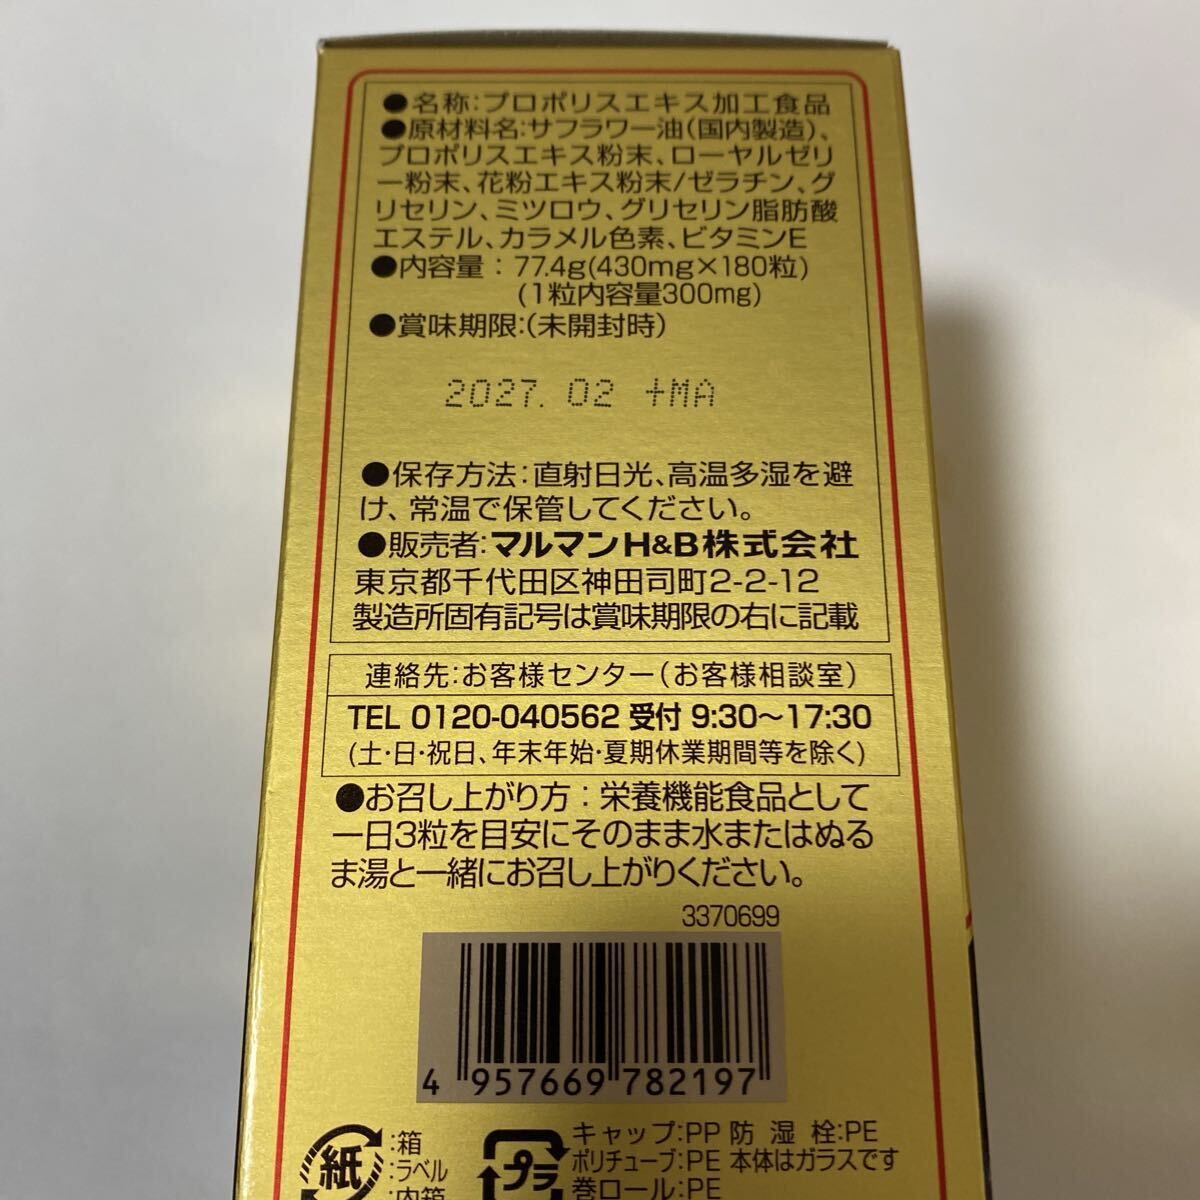 ●名称:プロポリスエキス加工食品
●原材料名:サフラワー油(国内製造)、
プロポリスエキス粉末、ローヤルゼリ
ー粉末、花粉エキス粉末/ゼラチン、グ
リセリン、ミツロウ、グリセリン脂肪酸
エステル、カラメル色素、ビタミンE
●内容量:77.4g(430mg×180粒)
(1粒内容量300mg)
●賞味期限:(未開封時)
2027.02 +MA
●保存方法:直射日光、高温多湿を避
け、常温で保管してください。
●販売者:マルマンH&B株式会社
東京都千代田区神田司町2-2-12
製造所固有記号は賞味期限の右に記載
連絡先:お客様センター(お客様相談室)
TEL 0120-040562 受付 9:30〜17:30
(土・日・祝日、年末年始・夏期休業期間等を除く)
●お召し上がり方:栄養機能食品として
一日3粒を目安にそのまま水またはぬる
ま湯と一緒にお召し上がりください。
3370699
4 957669 782197
紙
:箱
:ラベル
:内箱
プラ
キャップ:PP 防湿栓:PE
ポリチューブ:PE 本体はガラスです
巻ロール:PE